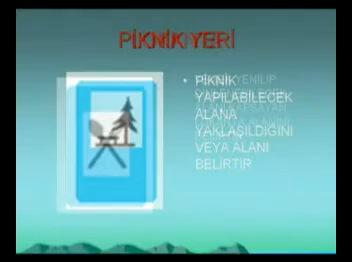 PİKNİK YERİ
• PİKNİK
YAPILABİLECEK
ALANA
YAKLAŞILDIĞINI
VEYA ALANI
BELİRTİR